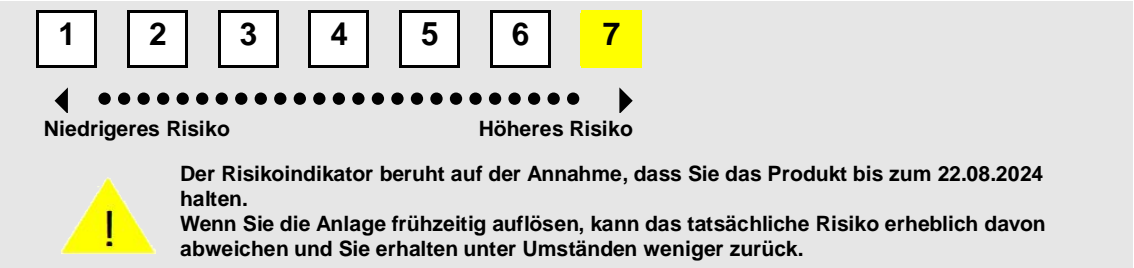 1 2 3 4 5 6 7
Niedrigeres Risiko Höheres Risiko
Der Risikoindikator beruht auf der Annahme, dass Sie das Produkt bis zum 22.08.2024
halten.
Wenn Sie die Anlage frühzeitig auflösen, kann das tatsächliche Risiko erheblich davon
abweichen und Sie erhalten unter Umständen weniger zurück.
!